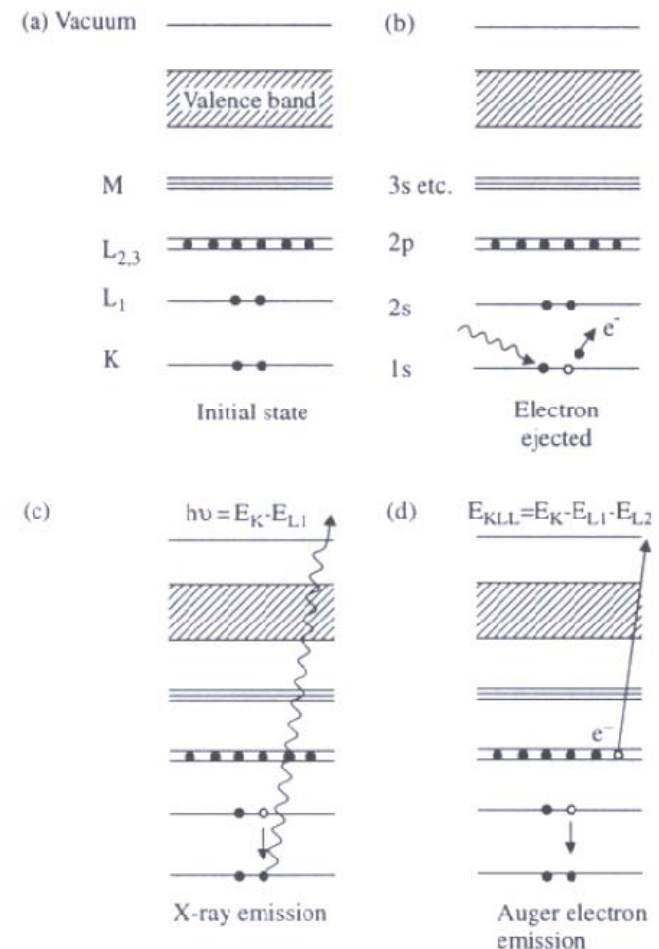 (a) Vacuum
Valence band
M
L2,3
L1
K
Initial state
(b)
3s etc.
2p
2s
e-
1s
Electron
ejected
(c)
hυ = EK-EL1
X-ray emission
(d)
EKLL=EK-EL1-EL2
e-
Auger electron
emission